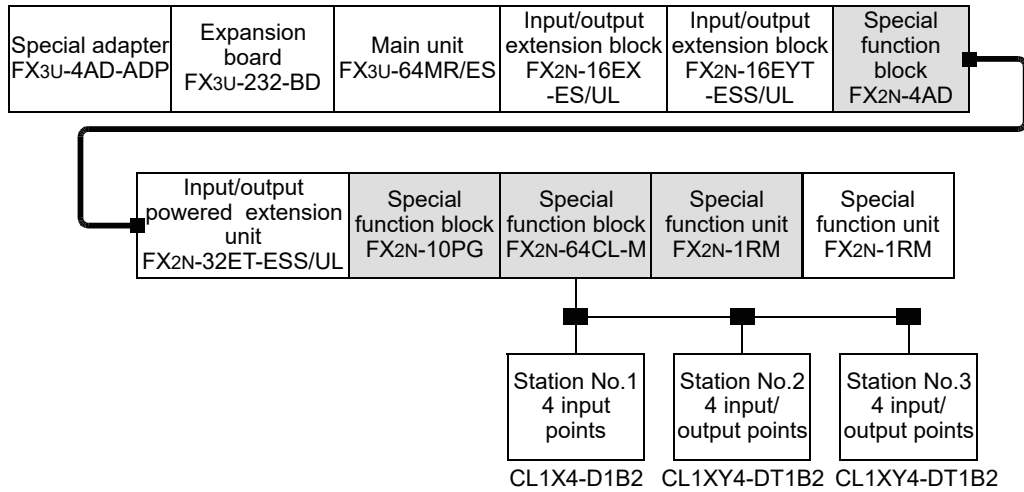 Special adapter
FX3U-4AD-ADP
Expansion
board
FX3U-232-BD
Main unit
FX3U-64MR/ES
Input/output
extension block
FX2N-16EX
-ES/UL
Input/output
extension block
FX2N-16EYT
-ESS/UL
Special
function
block
FX2N-4AD
Input/output
powered extension
unit
FX2N-32ET-ESS/UL
Special
function block
FX2N-10PG
Special
function block
FX2N-64CL-M
Special
function unit
FX2N-1RM
Special
function unit
FX2N-1RM
Station No.1
4 input
points
CL1X4-D1B2
Station No.2
4 input/
output points
CL1XY4-DT1B2
Station No.3
4 input/
output points
CL1XY4-DT1B2